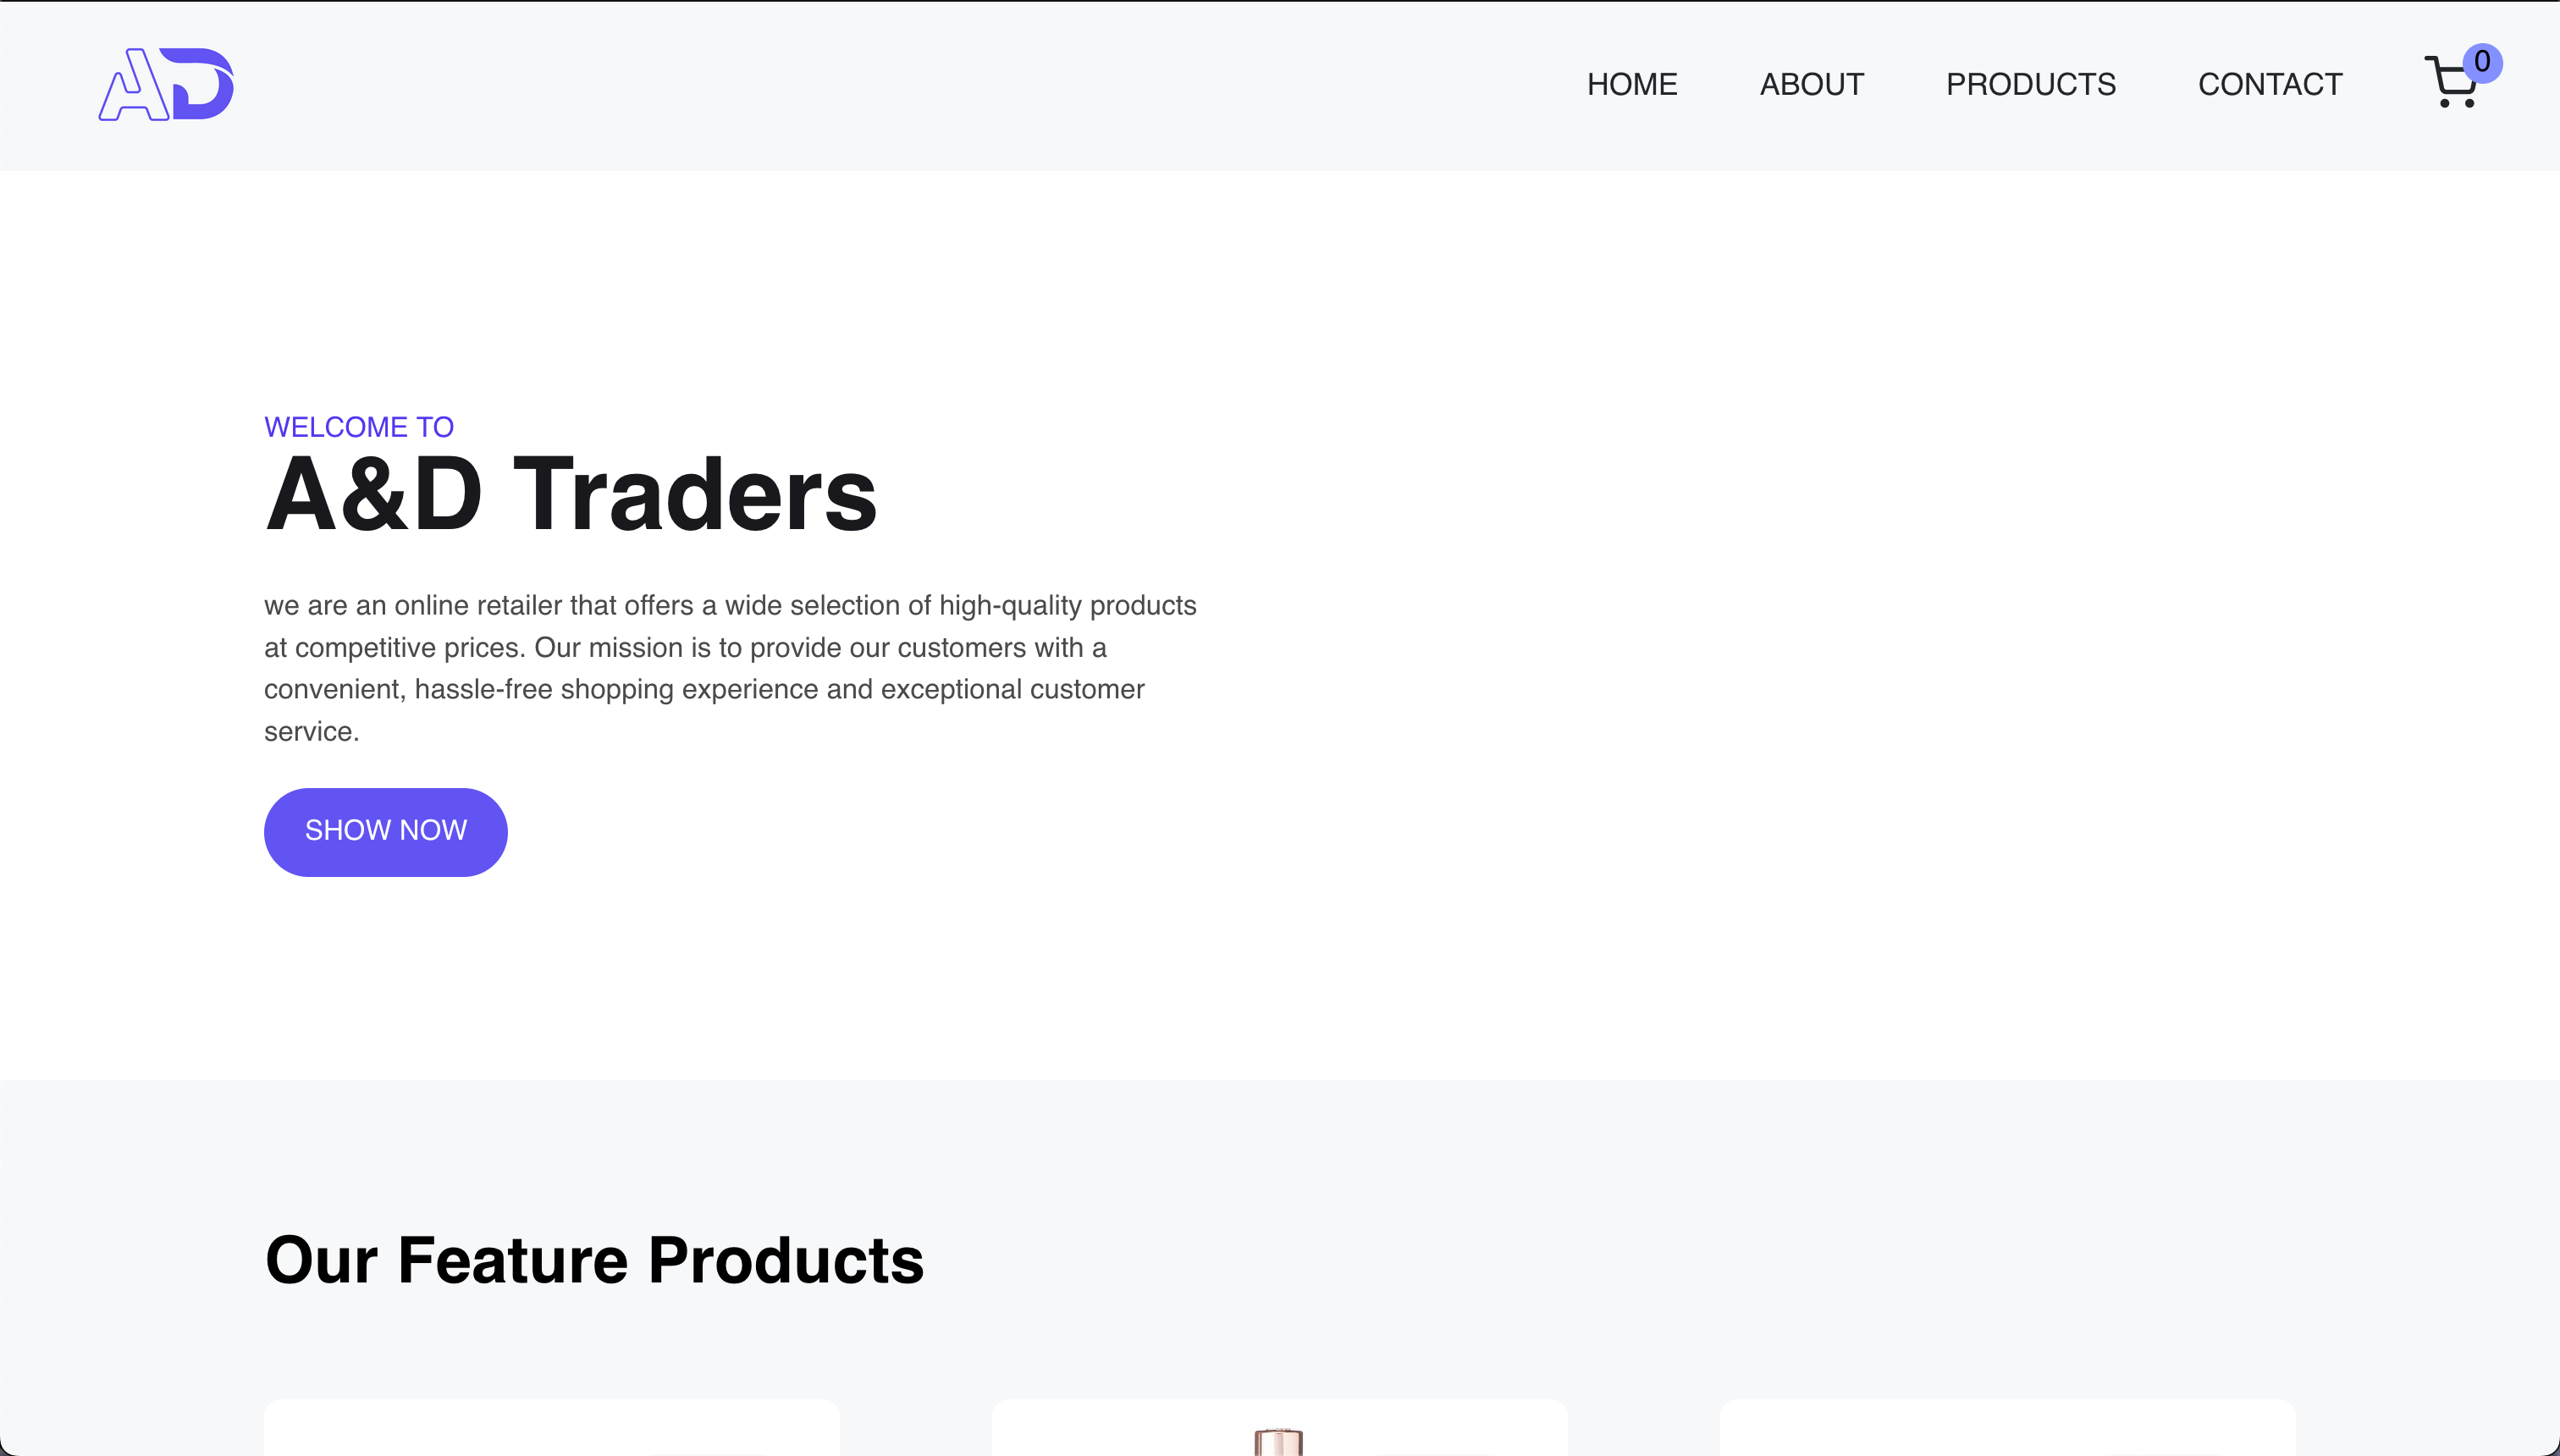 AD
HOME ABOUT PRODUCTS CONTACT 0
WELCOME TO
A&D Traders
we are an online retailer that offers a wide selection of high-quality products
at competitive prices. Our mission is to provide our customers with a
convenient, hassle-free shopping experience and exceptional customer
service.
SHOW NOW
Our Feature Products